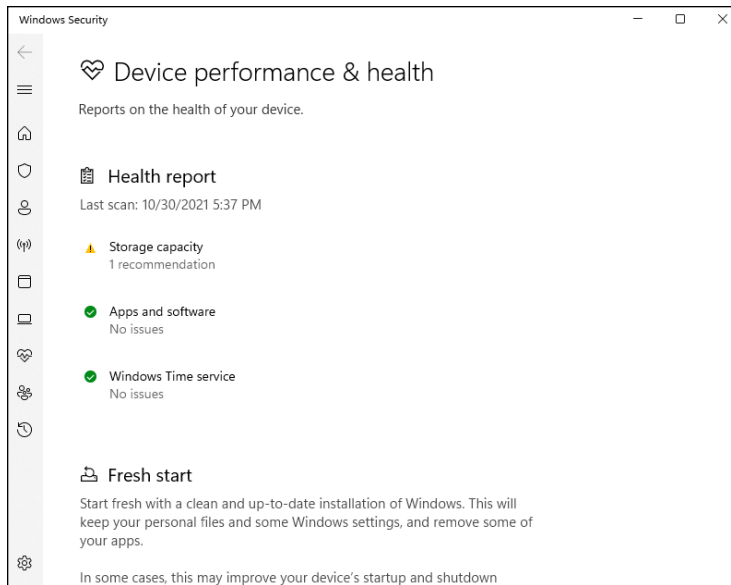 Windows Security
Device performance & health
Reports on the health of your device.
Health report
Last scan: 10/30/2021 5:37 PM
Storage capacity
1 recommendation
Apps and software
No issues
Windows Time service
No issues
Fresh start
Start fresh with a clean and up-to-date installation of Windows. This will
keep your personal files and some Windows settings, and remove some of
your apps.
In some cases, this may improve your device's startup and shutdown